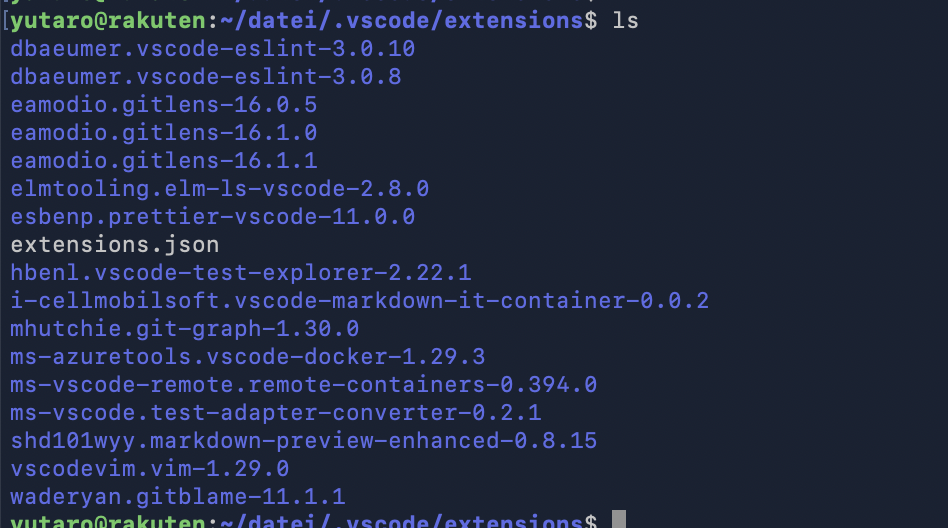 [yutaro@rakuten:~/datei/.vscode/extensions$ ls
dbaeumer.vscode-eslint-3.0.10
dbaeumer.vscode-eslint-3.0.8
eamodio.gitlens-16.0.5
eamodio.gitlens-16.1.0
eamodio.gitlens-16.1.1
elmtooling.elm-ls-vscode-2.8.0
esbenp.prettier-vscode-11.0.0
extensions.json
hbenl.vscode-test-explorer-2.22.1
i-cellmobilsoft.vscode-markdown-it-container-0.0.2
mhutchie.git-graph-1.30.0
ms-azuretools.vscode-docker-1.29.3
ms-vscode-remote.remote-containers-0.394.0
ms-vscode.test-adapter-converter-0.2.1
shd101wyy.markdown-preview-enhanced-0.8.15
vscodevim.vim-1.29.0
waderyan.gitblame-11.1.1
yutaro@rakuten:~/datei/.vscode/extensions$